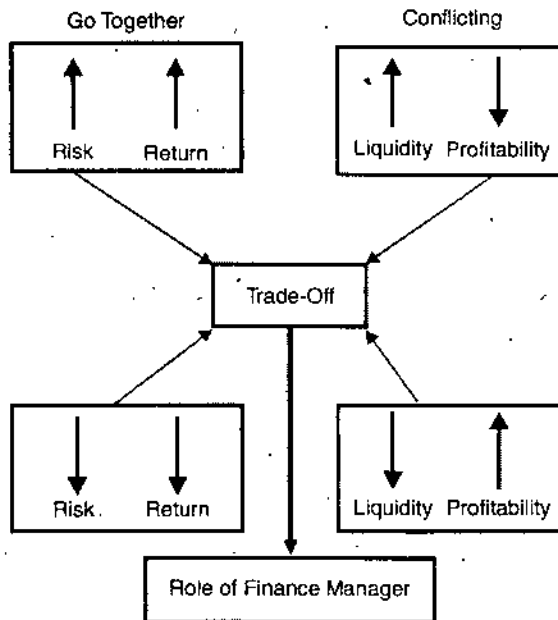 Go Together
Conflicting
Risk Return
Liquidity Profitability
Trade-Off
Risk Return
Liquidity Profitability
Role of Finance Manager